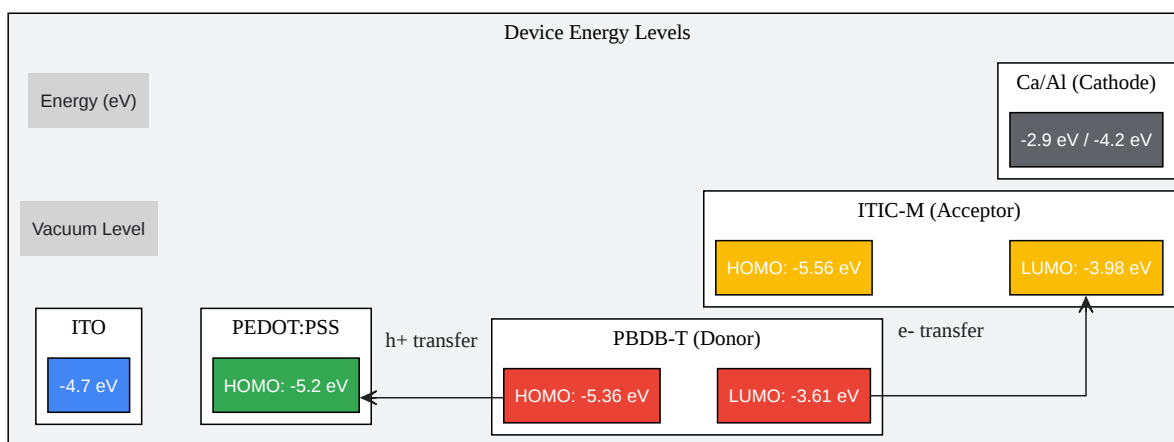 Device Energy Levels
Energy (eV)
Ca/Al (Cathode)
-2.9 eV / -4.2 eV
Vacuum Level
ITIC-M (Acceptor)
HOMO: -5.56 eV
LUMO: -3.98 eV
ITO
-4.7 eV
PEDOT:PSS
HOMO: -5.2 eV
h+ transfer
PBDB-T (Donor)
HOMO: -5.36 eV
LUMO: -3.61 eV
e- transfer